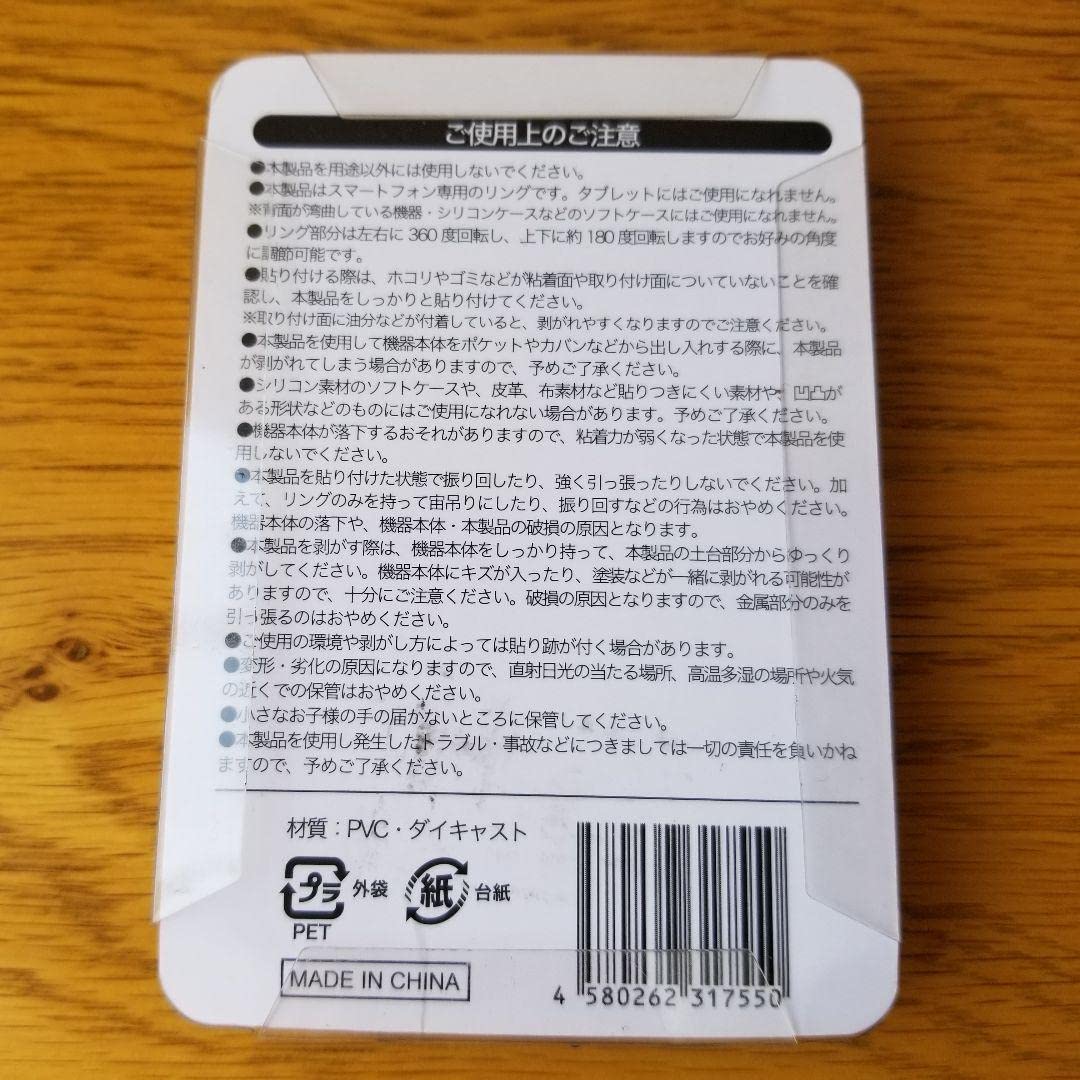 ご使用上のご注意
●本製品を用途以外には使用しないでください。
●本製品はスマートフォン専用のリングです。タブレットにはご使用になれません。
※背面が湾曲している機器・シリコンケースなどのソフトケースにはご使用になれません。
●リング部分は左右に360度回転し、上下に約180度回転しますのでお好みの角度
に調節可能です。
●貼り付ける際は、ホコリやゴミなどが粘着面や取り付け面についていないことを確
認し、本製品をしっかりと貼り付けてください。
※取り付け面に油分などが付着していると、剥がれやすくなりますのでご注意ください。
●本製品を使用して機器本体をポケットやカバンなどから出し入れする際に、本製品
が剥がれてしまう場合がありますので、予めご了承ください。
●シリコン素材のソフトケースや、皮革、布素材など貼りつきにくい素材や、凹凸が
ある形状などのものにはご使用になれない場合があります。予めご了承ください。
●機器本体が落下するおそれがありますので、粘着力が弱くなった状態で本製品を使
用しないでください。
●本製品を貼り付けた状態で振り回したり、強く引っ張ったりしないでください。加
えて、リングのみを持って宙吊りにしたり、振り回すなどの行為はおやめください。
機器本体の落下や、機器本体・本製品の破損の原因となります。
●本製品を剥がす際は、機器本体をしっかり持って、本製品の土台部分からゆっくり
剥がしてください。機器本体にキズが入ったり、塗装などが一緒に剥がれる可能性が
ありますので、十分にご注意ください。破損の原因となりますので、金属部分のみを
引っ張るのはおやめください。
●ご使用の環境や剥がし方によっては貼り跡が付く場合があります。
●変形・劣化の原因になりますので、直射日光の当たる場所、高温多湿の場所や火気
の近くでの保管はおやめください。
●小さなお子様の手の届かないところに保管してください。
●本製品を使用し発生したトラブル・事故などにつきましては一切の責任を負いかね
ますので、予めご了承ください。
材質：PVC・ダイキャスト
プラ 外袋 紙 台紙
PET
MADE IN CHINA
4 580262 317550